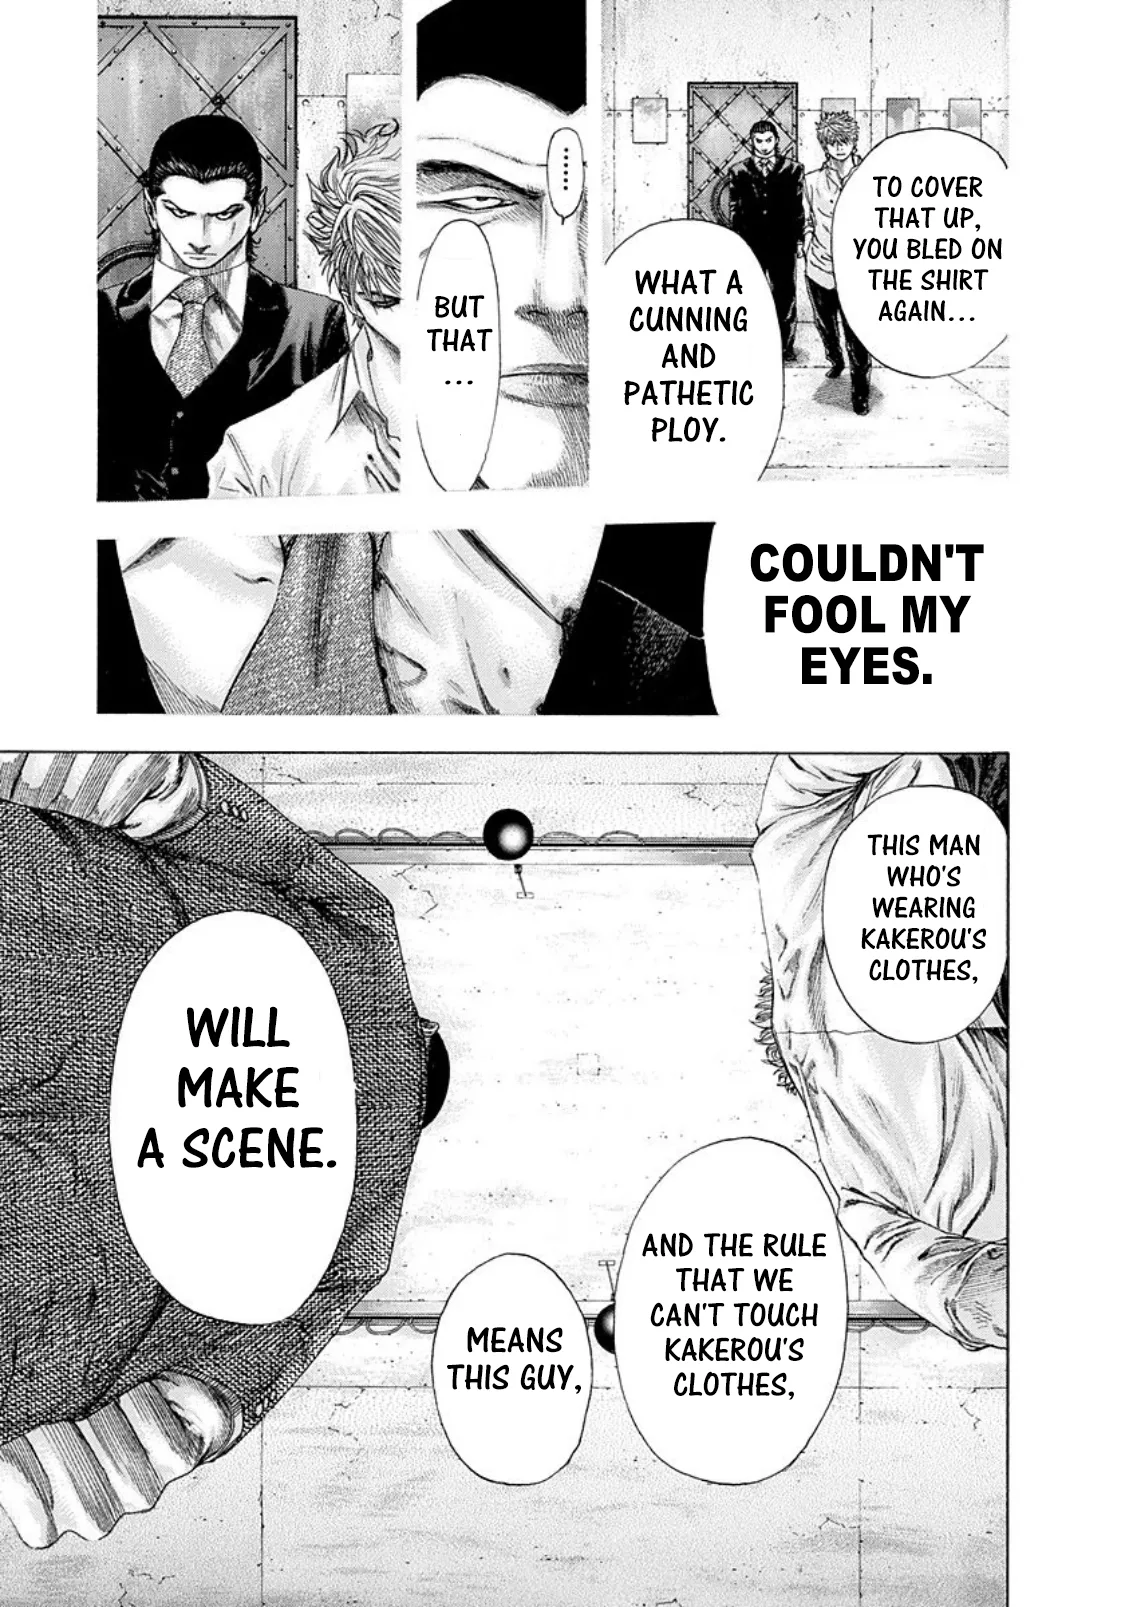 TO COVER
THAT UP,
YOU BLED ON
THE SHIRT
AGAIN...
WHAT A
CUNNING
AND
PATHETIC
PLOY.
......
BUT
THAT
...
COULDN'T
FOOL MY
EYES.
THIS MAN
WHO'S
WEARING
KAKEROU'S
CLOTHES,
AND THE RULE
THAT WE
CAN'T TOUCH
KAKEROU'S
CLOTHES,
MEANS
THIS GUY,
WILL
MAKE
A SCENE.